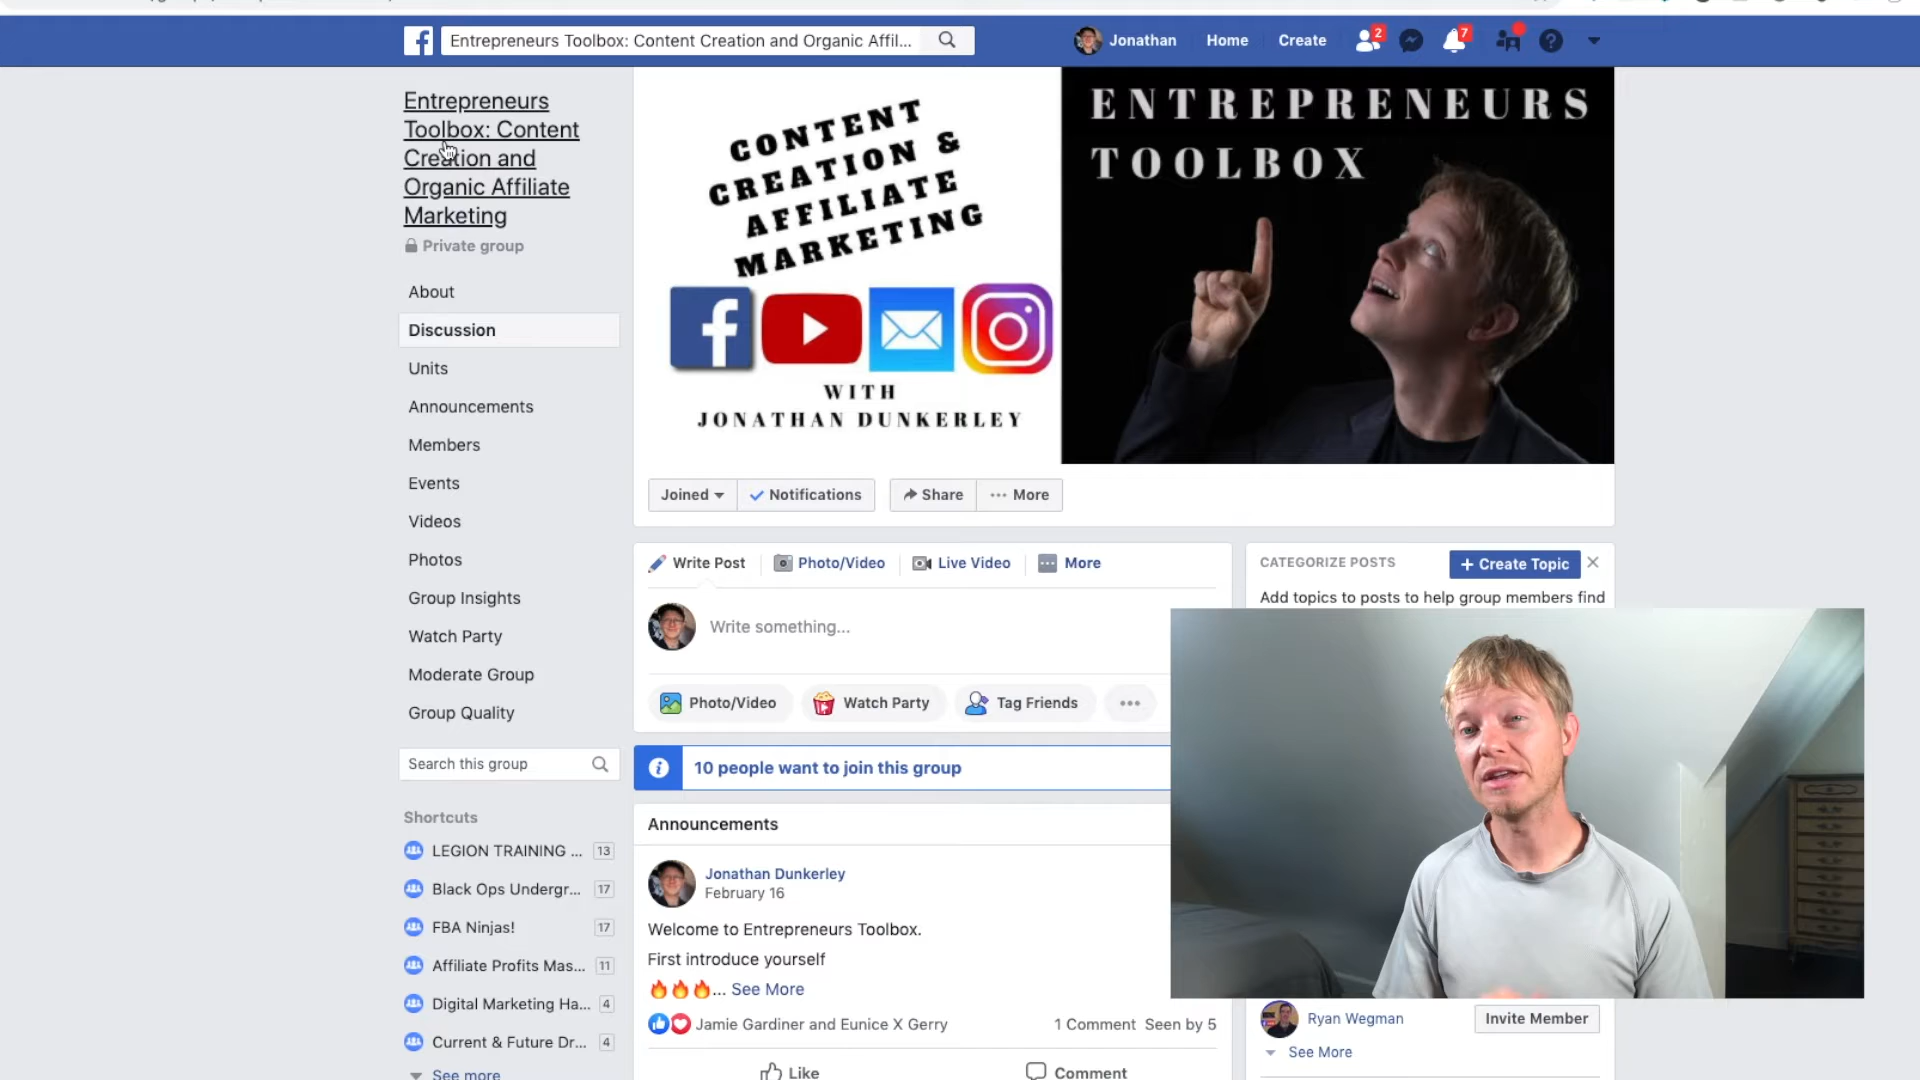 Entrepreneurs Toolbox: Content Creation and Organic Affil...
Jonathan
Home
Create
2
7
Entrepreneurs
Toolbox: Content
Creation and
Organic Affiliate
Marketing
Private group
About
Discussion
Units
Announcements
Members
Events
Videos
Photos
Group Insights
Watch Party
Moderate Group
Group Quality
Search this group
Shortcuts
LEGION TRAINING ... 13
Black Ops Undergr... 17
FBA Ninjas! 17
Affiliate Profits Mas... 11
Digital Marketing Ha... 4
Current & Future Dr... 4
See more
CONTENT
CREATION &
AFFILIATE
MARKETING
WITH
JONATHAN DUNKERLEY
ENTREPRENEURS
TOOLBOX
Joined
Notifications
Share
More
Write Post
Photo/Video
Live Video
More
Write something...
Photo/Video
Watch Party
Tag Friends
10 people want to join this group
Announcements
Jonathan Dunkerley
February 16
Welcome to Entrepreneurs Toolbox.
First introduce yourself
🔥🔥🔥... See More
Jamie Gardiner and Eunice X Gerry
1 Comment Seen by 5
Like
Comment
CATEGORIZE POSTS
+ Create Topic
Add topics to posts to help group members find
Ryan Wegman
Invite Member
See More